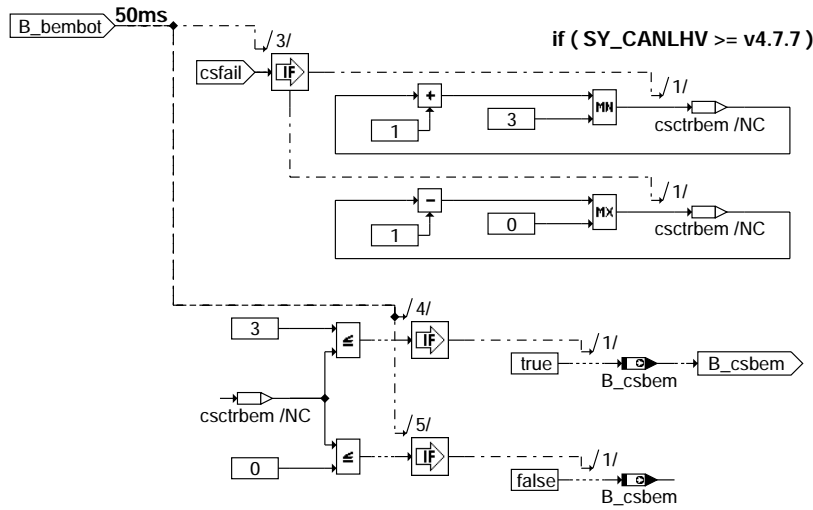 B_bembot
50ms
3/
if ( SY_CANLHV >= v4.7.7 )
csfail
IF
1/
+
MN
1
3
csctrbem /NC
1/
-
MX
1
0
csctrbem /NC
4/
3
≤
IF
1/
true
B_csbem
B_csbem
csctrbem /NC
5/
≤
IF
1/
0
false
B_csbem